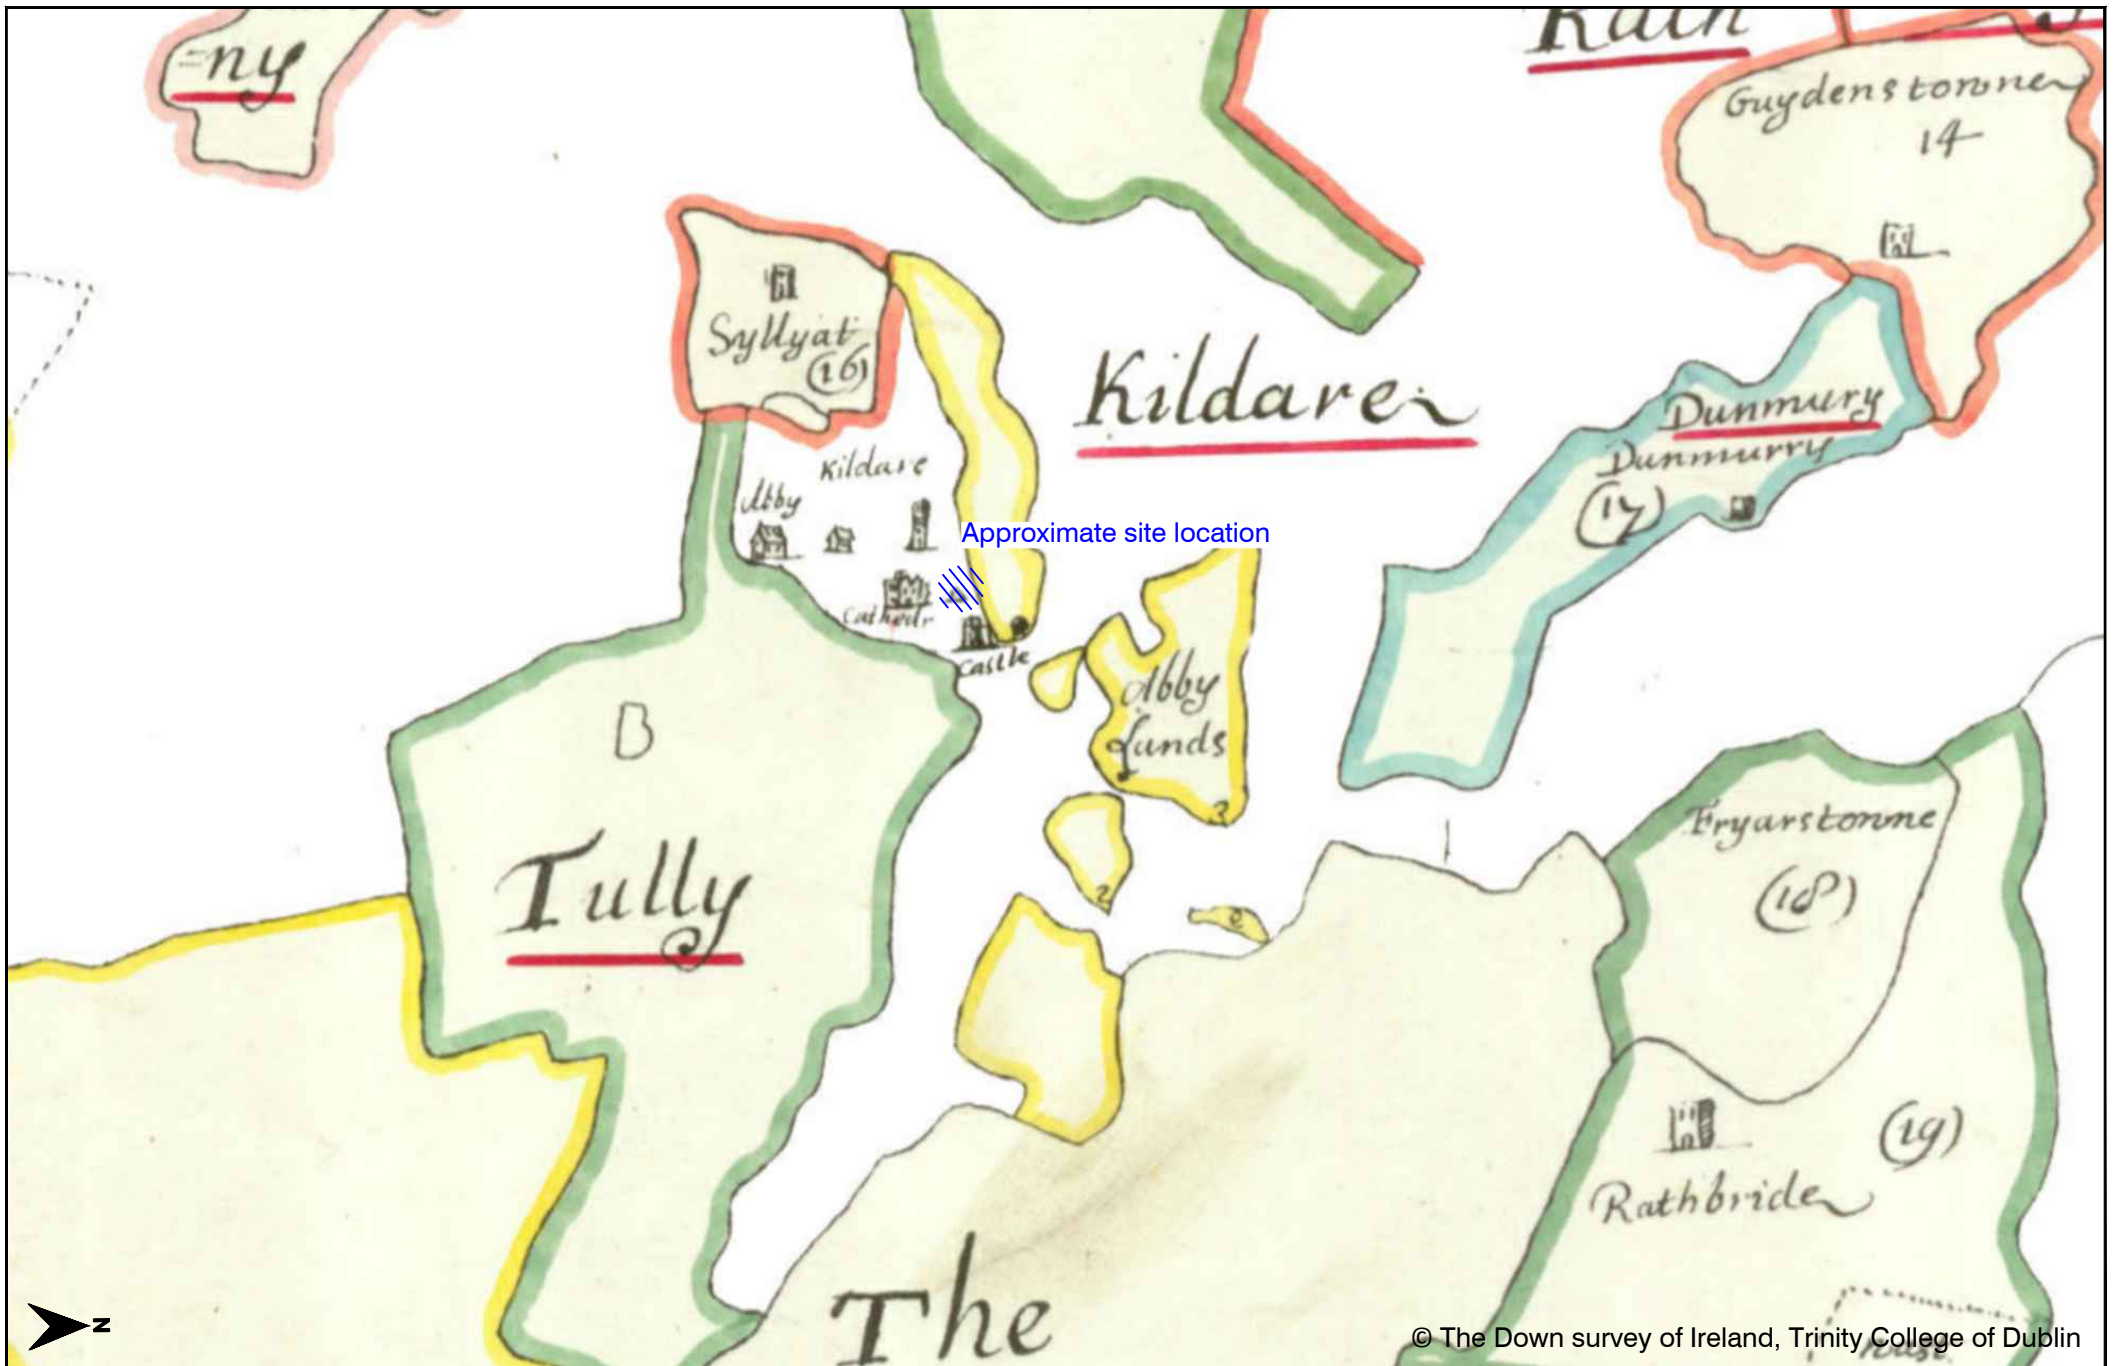 =ny
Rath
Guydenstowne
14
Syllyat
(16)
Kildare
Dunmury
Dunmurry
(17)
Kildare
Abby
Approximate site location
Cathedr
Castle
Abby
Lands
3
B
Tully
2
2
Fryarstowne
(18)
(19)
Rathbride
The
N
© The Down survey of Ireland, Trinity College of Dublin